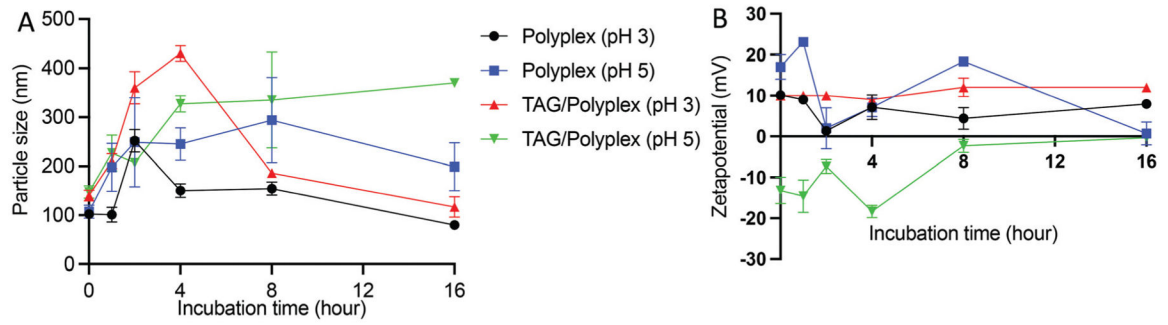 A
Particle size (nm)
500
400
300
200
100
0
0
4
8
12
16
Incubation time (hour)
Polyplex (pH 3)
Polyplex (pH 5)
TAG/Polyplex (pH 3)
TAG/Polyplex (pH 5)
B
Zetapotential (mV)
30
20
10
0
-10
-20
-30
4
8
12
16
Incubation time (hour)